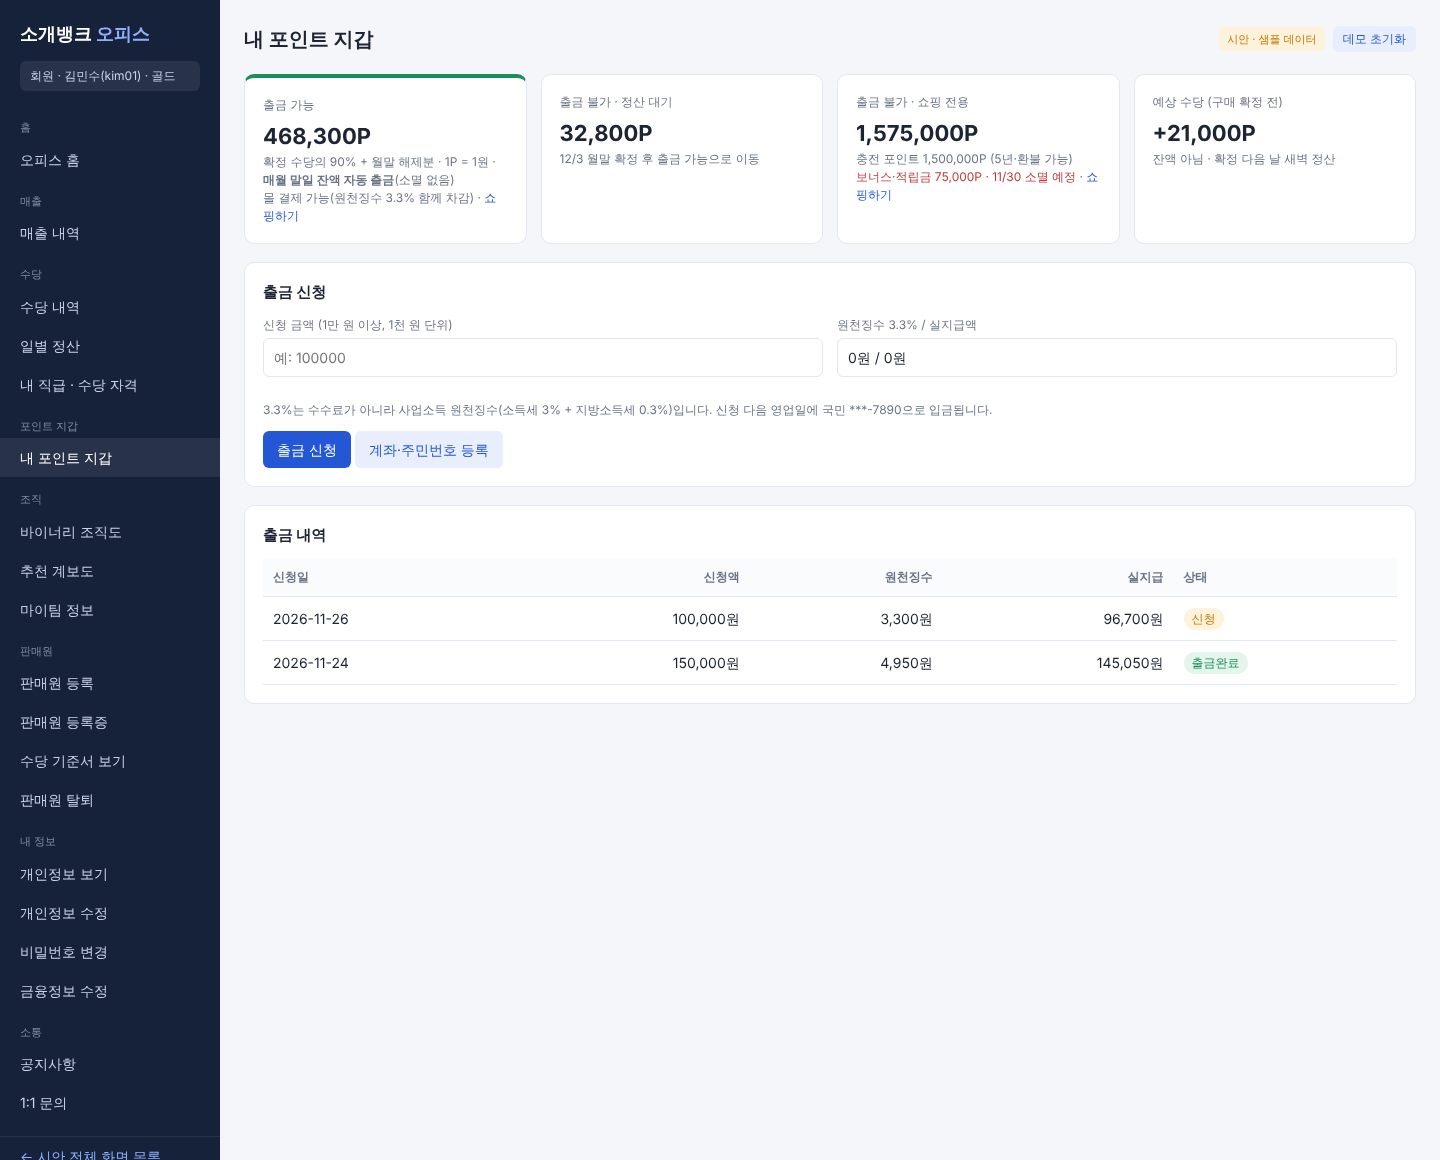 소개뱅크 오피스
회원 · 김민수(kim01) · 골드
홈
오피스 홈
매출
매출 내역
수당
수당 내역
일별 정산
내 직급 · 수당 자격
포인트 지갑
내 포인트 지갑
조직
바이너리 조직도
추천 계보도
마이팀 정보
판매원
판매원 등록
판매원 등록증
수당 기준서 보기
판매원 탈퇴
내 정보
개인정보 보기
개인정보 수정
비밀번호 변경
금융정보 수정
소통
공지사항
1:1 문의
← 시안 전체 화면 목록
내 포인트 지갑
시안 · 샘플 데이터
데모 초기화
출금 가능
468,300P
확정 수당의 90% + 월말 해제분 · 1P = 1원 ·
매월 말일 잔액 자동 출금(소멸 없음)
몰 결제 가능(원천징수 3.3% 함께 차감) · 쇼
핑하기
출금 불가 · 정산 대기
32,800P
12/3 월말 확정 후 출금 가능으로 이동
출금 불가 · 쇼핑 전용
1,575,000P
충전 포인트 1,500,000P (5년·환불 가능)
보너스·적립금 75,000P · 11/30 소멸 예정 · 쇼
핑하기
예상 수당 (구매 확정 전)
+21,000P
잔액 아님 · 확정 다음 날 새벽 정산
출금 신청
신청 금액 (1만 원 이상, 1천 원 단위)
원천징수 3.3% / 실지급액
예: 100000
0원 / 0원
3.3%는 수수료가 아니라 사업소득 원천징수(소득세 3% + 지방소득세 0.3%)입니다. 신청 다음 영업일에 국민 ***-7890으로 입금됩니다.
출금 신청
계좌·주민번호 등록
출금 내역
신청일 신청액 원천징수 실지급 상태
2026-11-26 100,000원 3,300원 96,700원 신청
2026-11-24 150,000원 4,950원 145,050원 출금완료